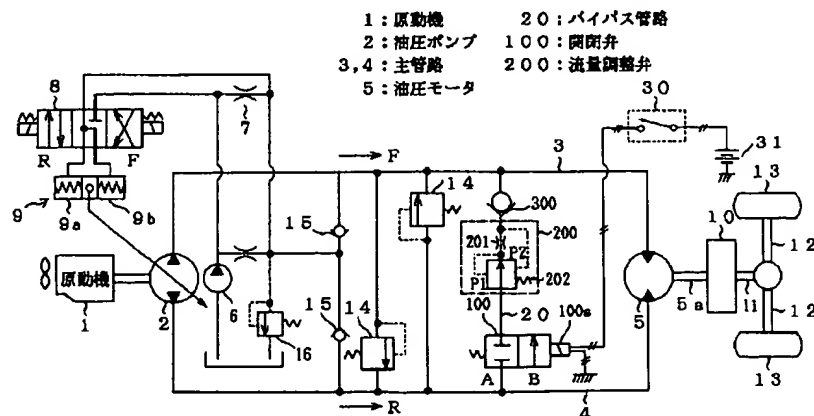 1：原動機
2：油圧ポンプ
3,4：主管路
5：油圧モータ
20：バイパス管路
100：開閉弁
200：流量調整弁
8
R
F
7
9
9a
9b
原動機
1
2
6
16
15
15
14
14
F
R
3
4
300
200
201
P2
P1
202
20
100
100s
A
B
30
31
5
5a
10
11
12
12
13
13